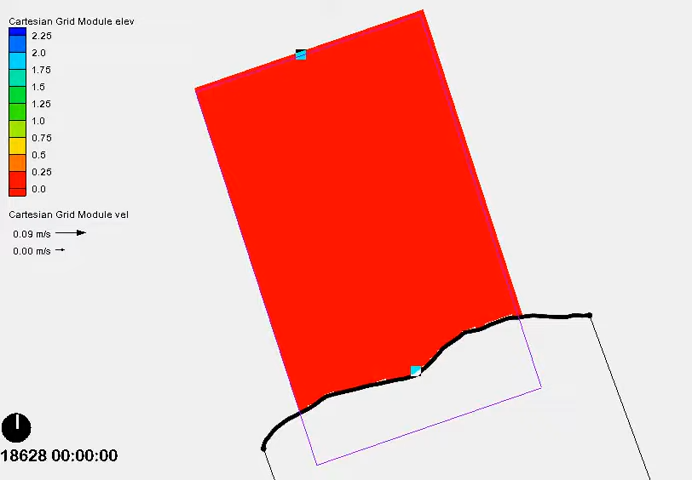 Cartesian Grid Module elev
2.25
2.0
1.75
1.5
1.25
1.0
0.75
0.5
0.25
0.0
Cartesian Grid Module vel
0.09 m/s
0.00 m/s
18628 00:00:00